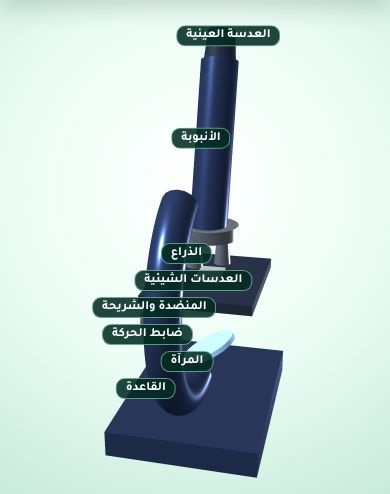 العدسة العينية
الأنبوبة
الذراع
العدسات الشيئية
المنضدة والشريحة
ضابط الحركة
المرآة
القاعدة